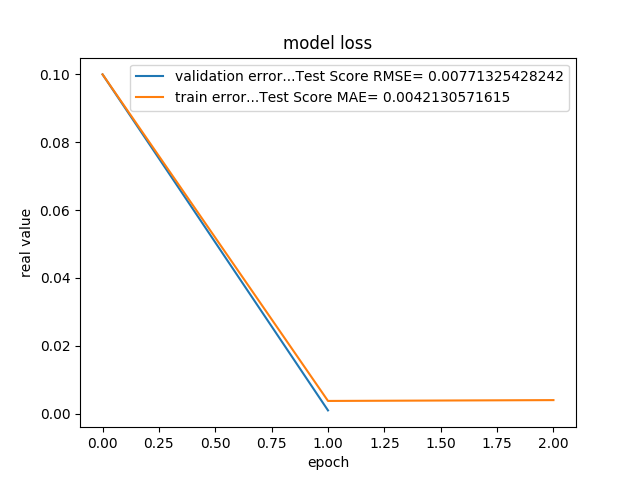 model loss
validation error...Test Score RMSE= 0.00771325428242
train error...Test Score MAE= 0.0042130571615
0.10
0.08
0.06
0.04
0.02
0.00
real value
0.00 0.25 0.50 0.75 1.00 1.25 1.50 1.75 2.00
epoch